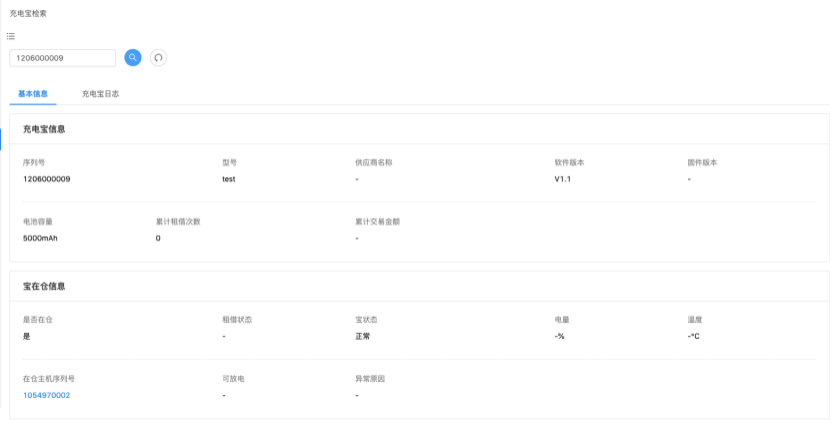 充电宝检索
1206000009
基本信息 充电宝日志
充电宝信息
序列号 型号 供应商名称 软件版本 固件版本
1206000009 test - V1.1 -
电池容量 累计租借次数 累计交易金额
5000mAh 0 -
宝在仓信息
是否在仓 租借状态 宝状态 电量 温度
是 - 正常 -% -°C
在仓主机序列号 可放电 异常原因
1054970002 - -